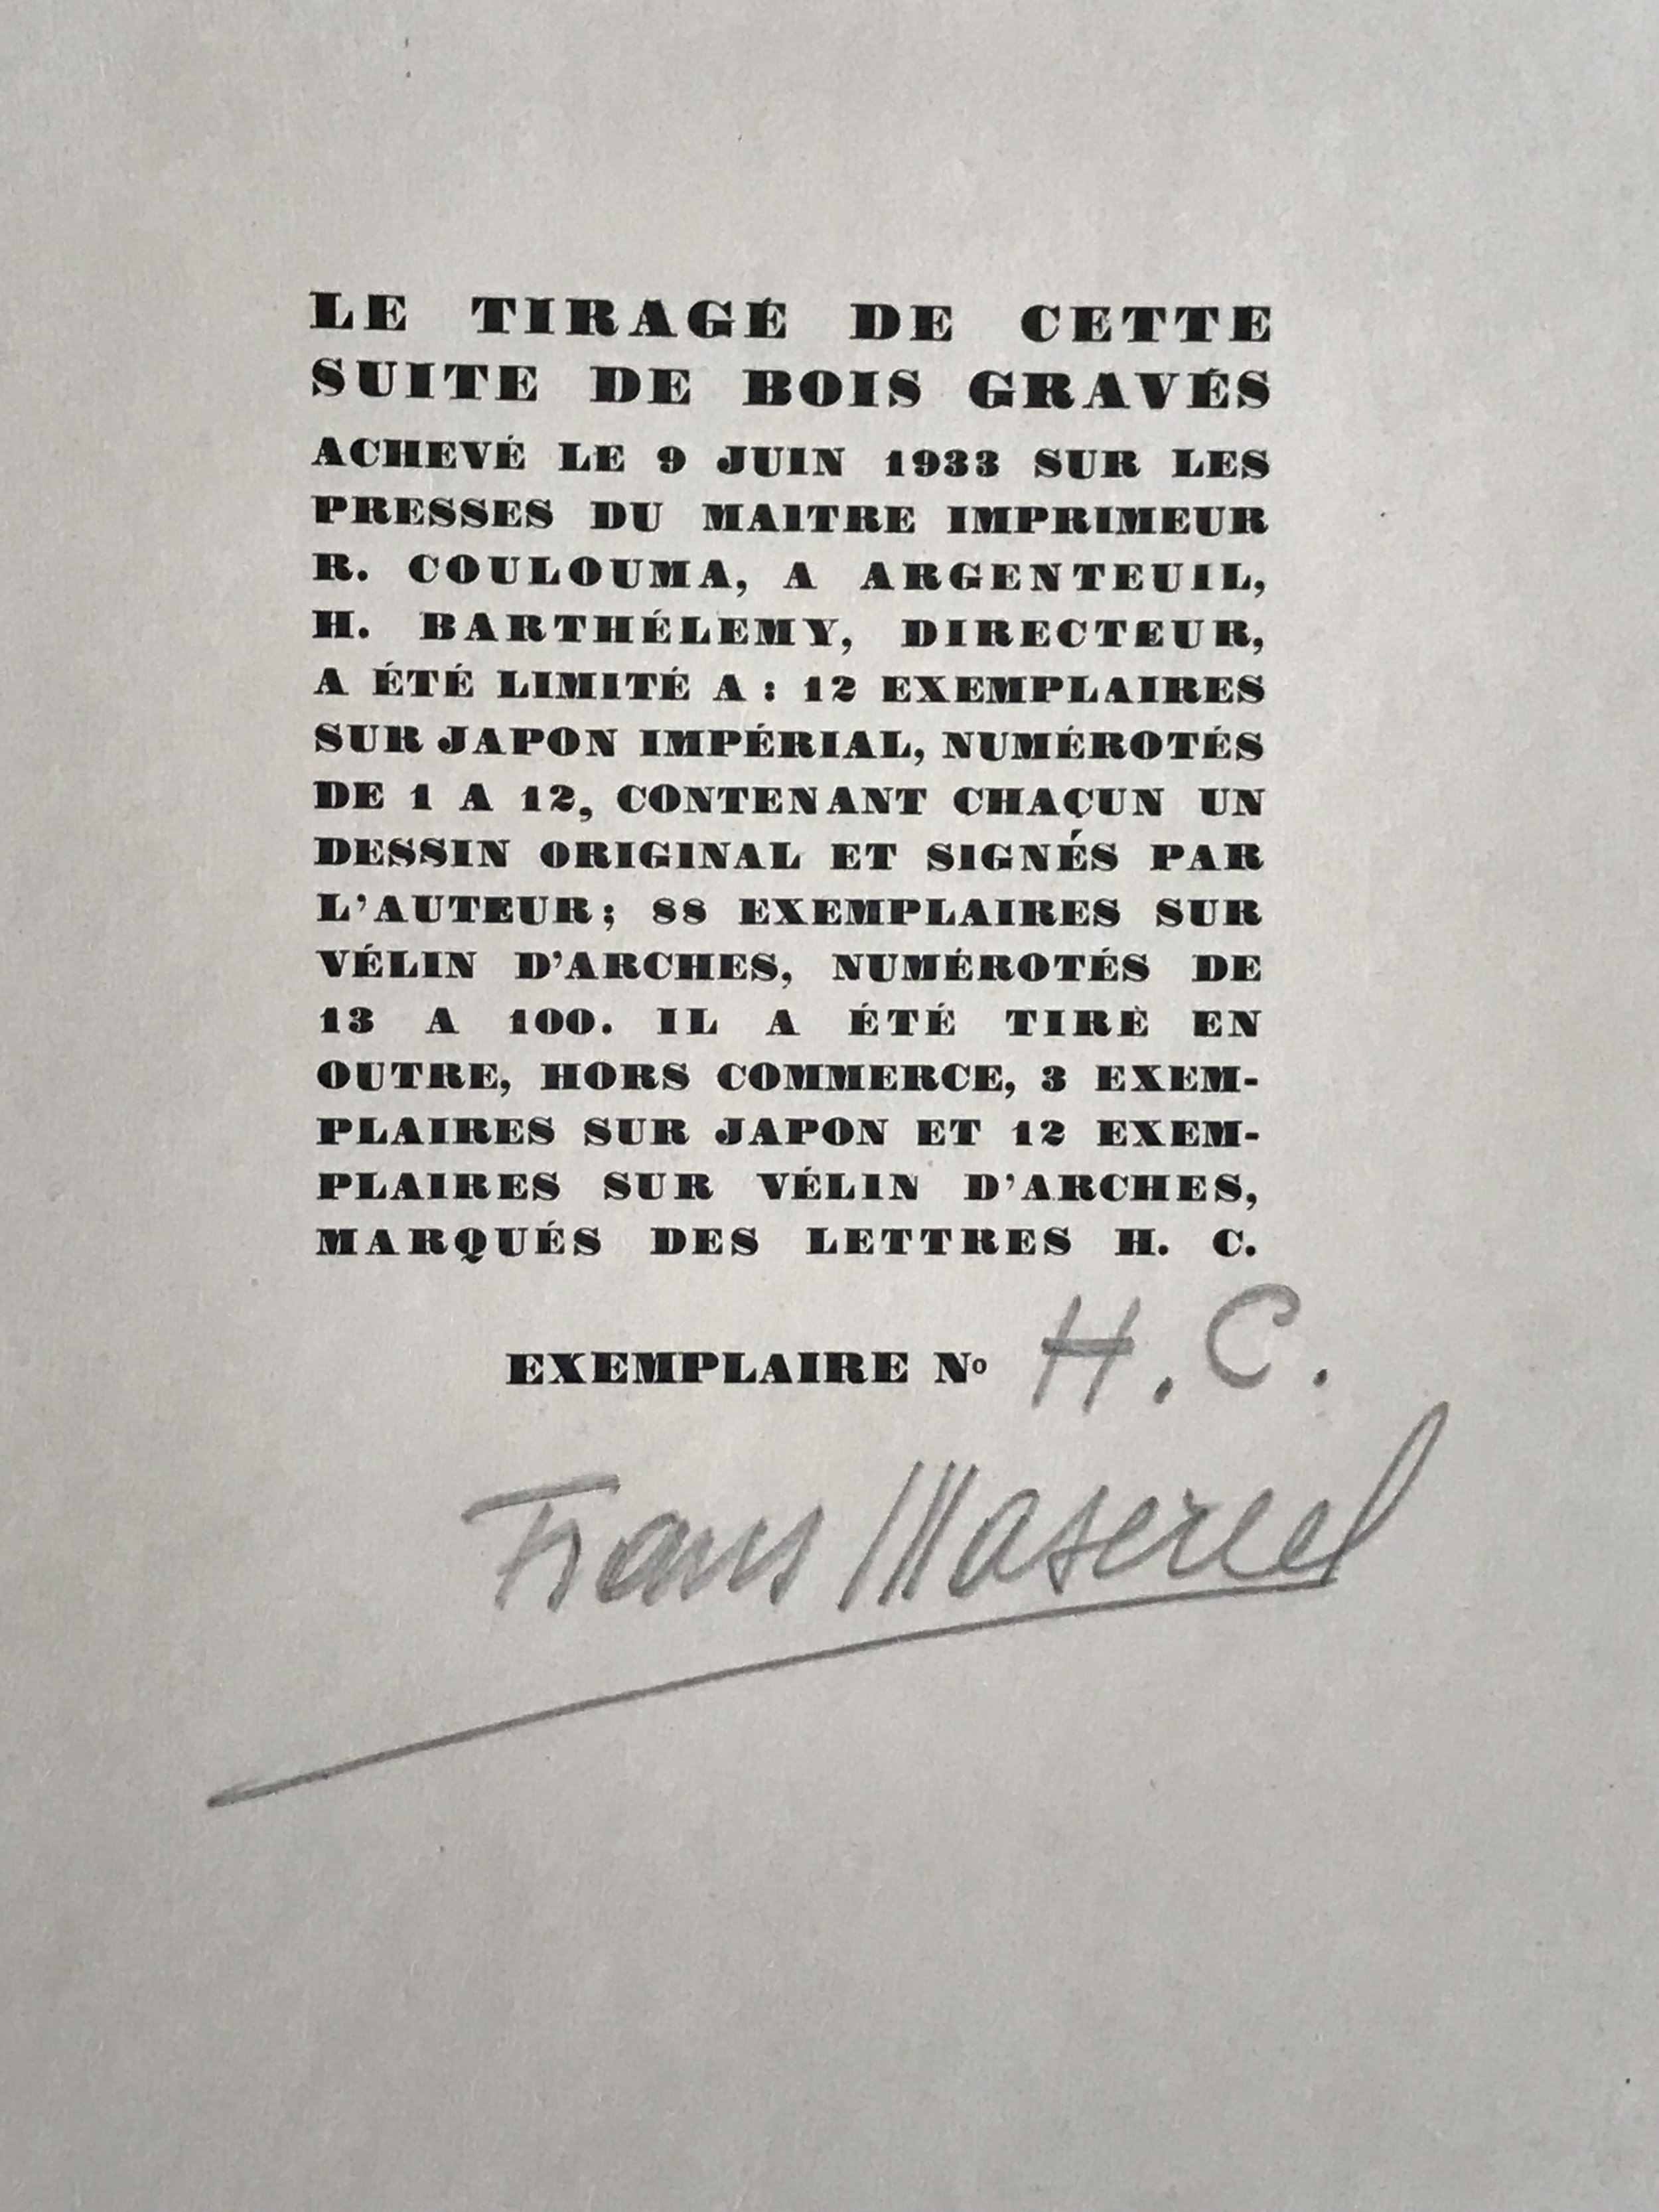 LE TIRAGÉ DE CETTE
SUITE DE BOIS GRAVÉS
ACHEVÉ LE 9 JUIN 1933 SUR LES
PRESSES DU MAITRE IMPRIMEUR
R. COULOUMA, A ARGENTEUIL,
H. BARTHÉLEMY, DIRECTEUR,
A ÉTÉ LIMITÉ A : 12 EXEMPLAIRES
SUR JAPON IMPÉRIAL, NUMÉROTÉS
DE 1 A 12, CONTENANT CHAÇUN UN
DESSIN ORIGINAL ET SIGNÉS PAR
L'AUTEUR; 88 EXEMPLAIRES SUR
VÉLIN D'ARCHES, NUMÉROTÉS DE
13 A 100. IL A ÉTÉ TIRÈ EN
OUTRE, HORS COMMERCE, 3 EXEM-
PLAIRES SUR JAPON ET 12 EXEM-
PLAIRES SUR VÉLIN D'ARCHES,
MARQUÉS DES LETTRES H. C.
EXEMPLAIRE Nº H.C.
Frans Masereel